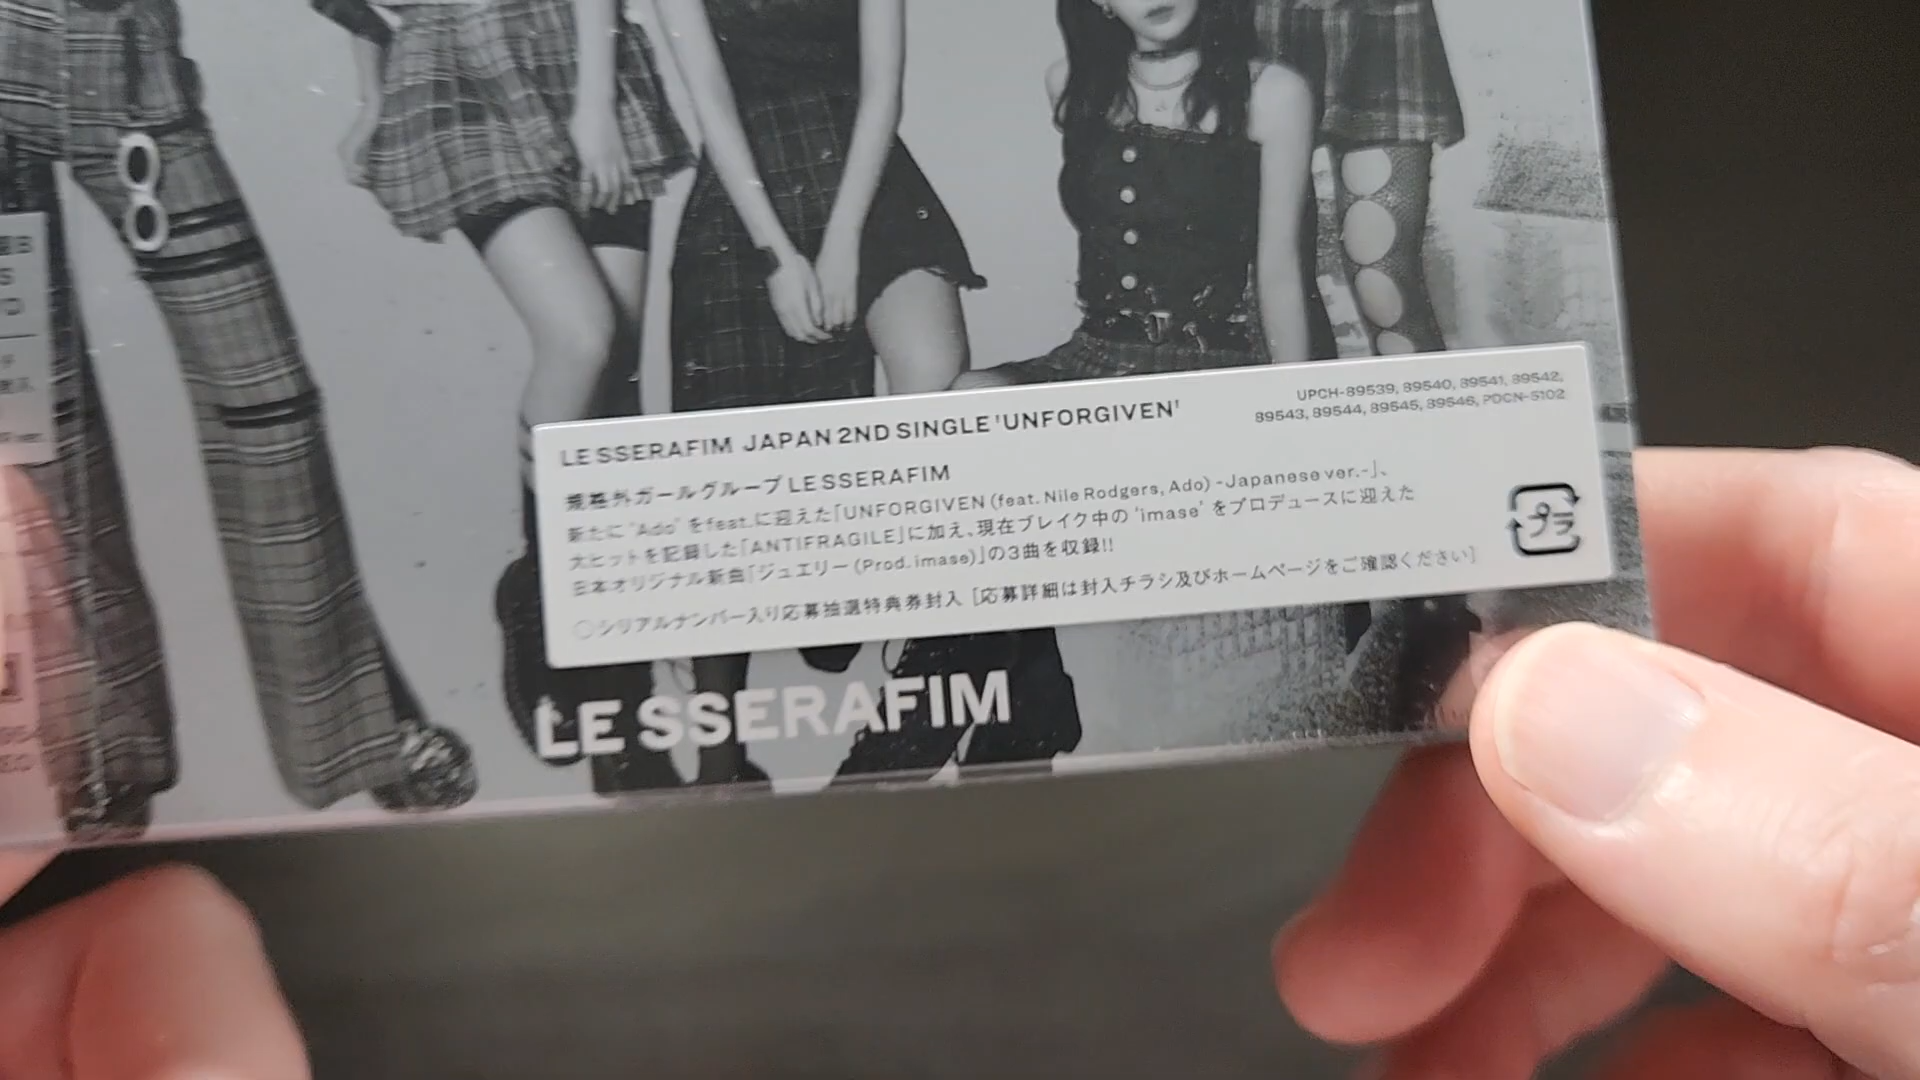 LE SSERAFIM JAPAN 2ND SINGLE 'UNFORGIVEN'
UPCH-89539, 89540, 89541, 89542,
89543, 89544, 89545, 89546, PDCN-5102
規格外ガールグループ LE SSERAFIM
新たに 'Ado' をfeat.に迎えた「UNFORGIVEN (feat. Nile Rodgers, Ado) -Japanese ver.-」、
大ヒットを記録した「ANTIFRAGILE」に加え、現在ブレイク中の 'imase' をプロデュースに迎えた
日本オリジナル新曲「ジュエリー (Prod. imase)」の3曲を収録!!
○シリアルナンバー入り応募抽選特典券封入 [応募詳細は封入チラシ及びホームページをご確認ください]
プラ
LE SSERAFIM